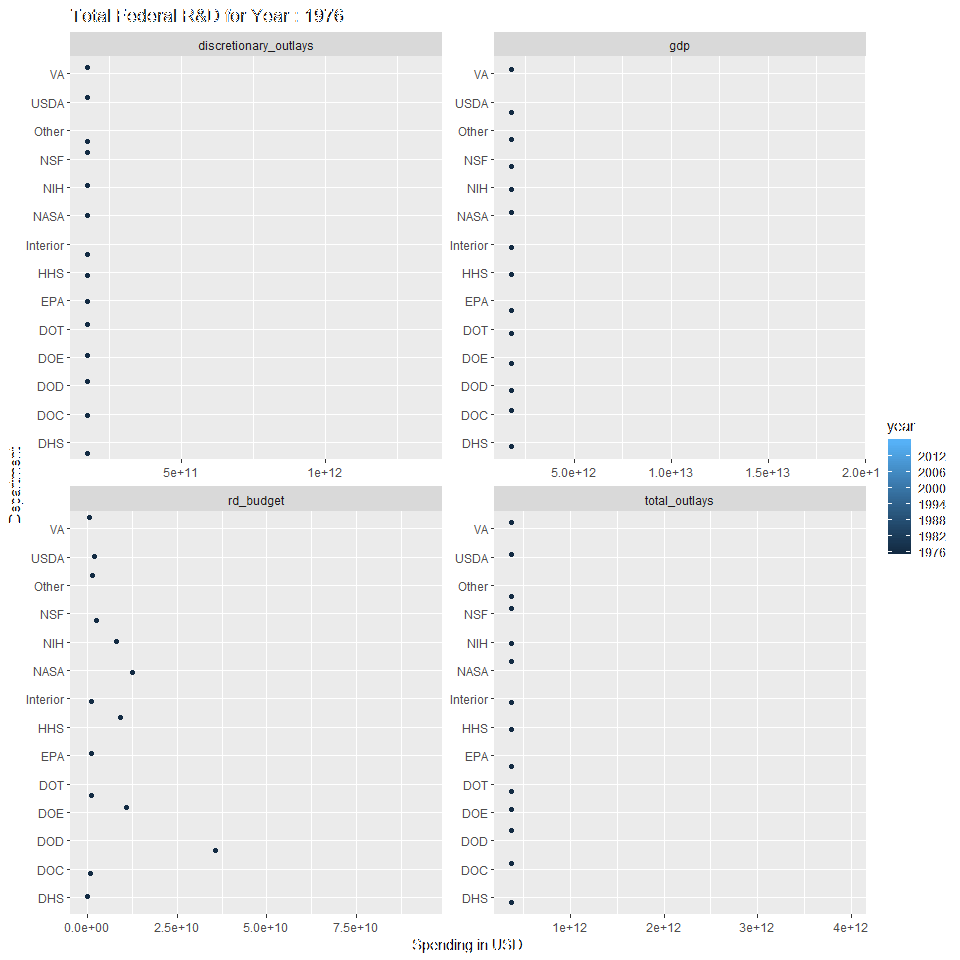 Total Federal R&D for Year : 1976
discretionary_outlays
gdp
VA
USDA
Other
NSF
NIH
NASA
Interior
HHS
EPA
DOT
DOE
DOD
DOC
DHS
VA
USDA
Other
NSF
NIH
NASA
Interior
HHS
EPA
DOT
DOE
DOD
DOC
DHS
5e+11 1e+12
5.0e+12 1.0e+13 1.5e+13 2.0e+1
rd_budget
total_outlays
VA
USDA
Other
NSF
NIH
NASA
Interior
HHS
EPA
DOT
DOE
DOD
DOC
DHS
VA
USDA
Other
NSF
NIH
NASA
Interior
HHS
EPA
DOT
DOE
DOD
DOC
DHS
0.0e+00 2.5e+10 5.0e+10 7.5e+10
1e+12 2e+12 3e+12 4e+12
Spending in USD
Department
year
2012
2006
2000
1994
1988
1982
1976